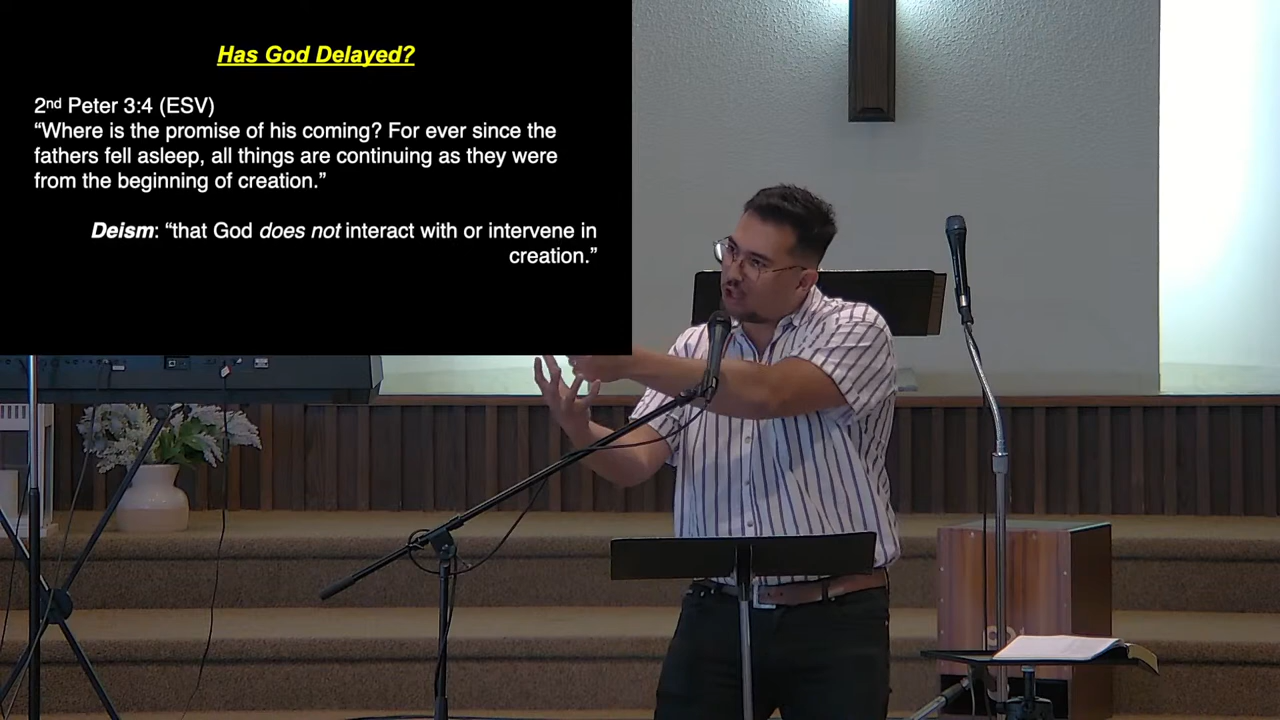 Has God Delayed?
2nd Peter 3:4 (ESV)
“Where is the promise of his coming? For ever since the
fathers fell asleep, all things are continuing as they were
from the beginning of creation.”
Deism: “that God does not interact with or intervene in
creation.”